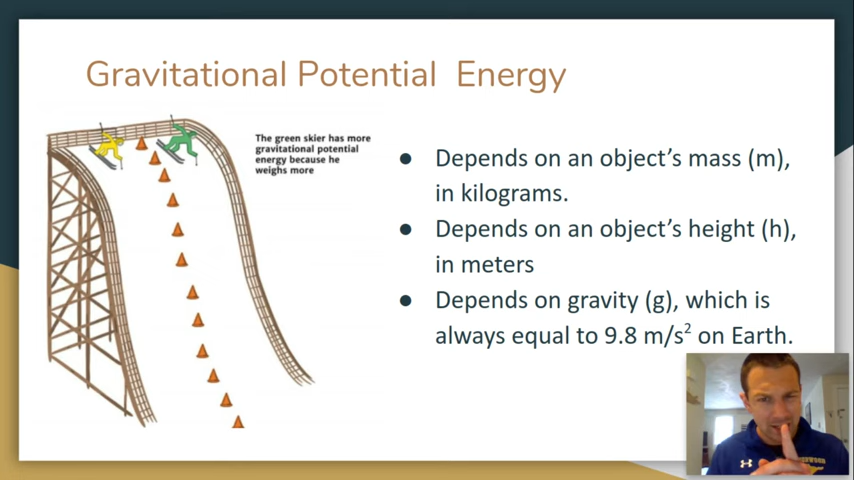 Gravitational Potential Energy
The green skier has more
gravitational potential
energy because he
weighs more
● Depends on an object's mass (m),
in kilograms.
● Depends on an object's height (h),
in meters
● Depends on gravity (g), which is
always equal to 9.8 m/s² on Earth.